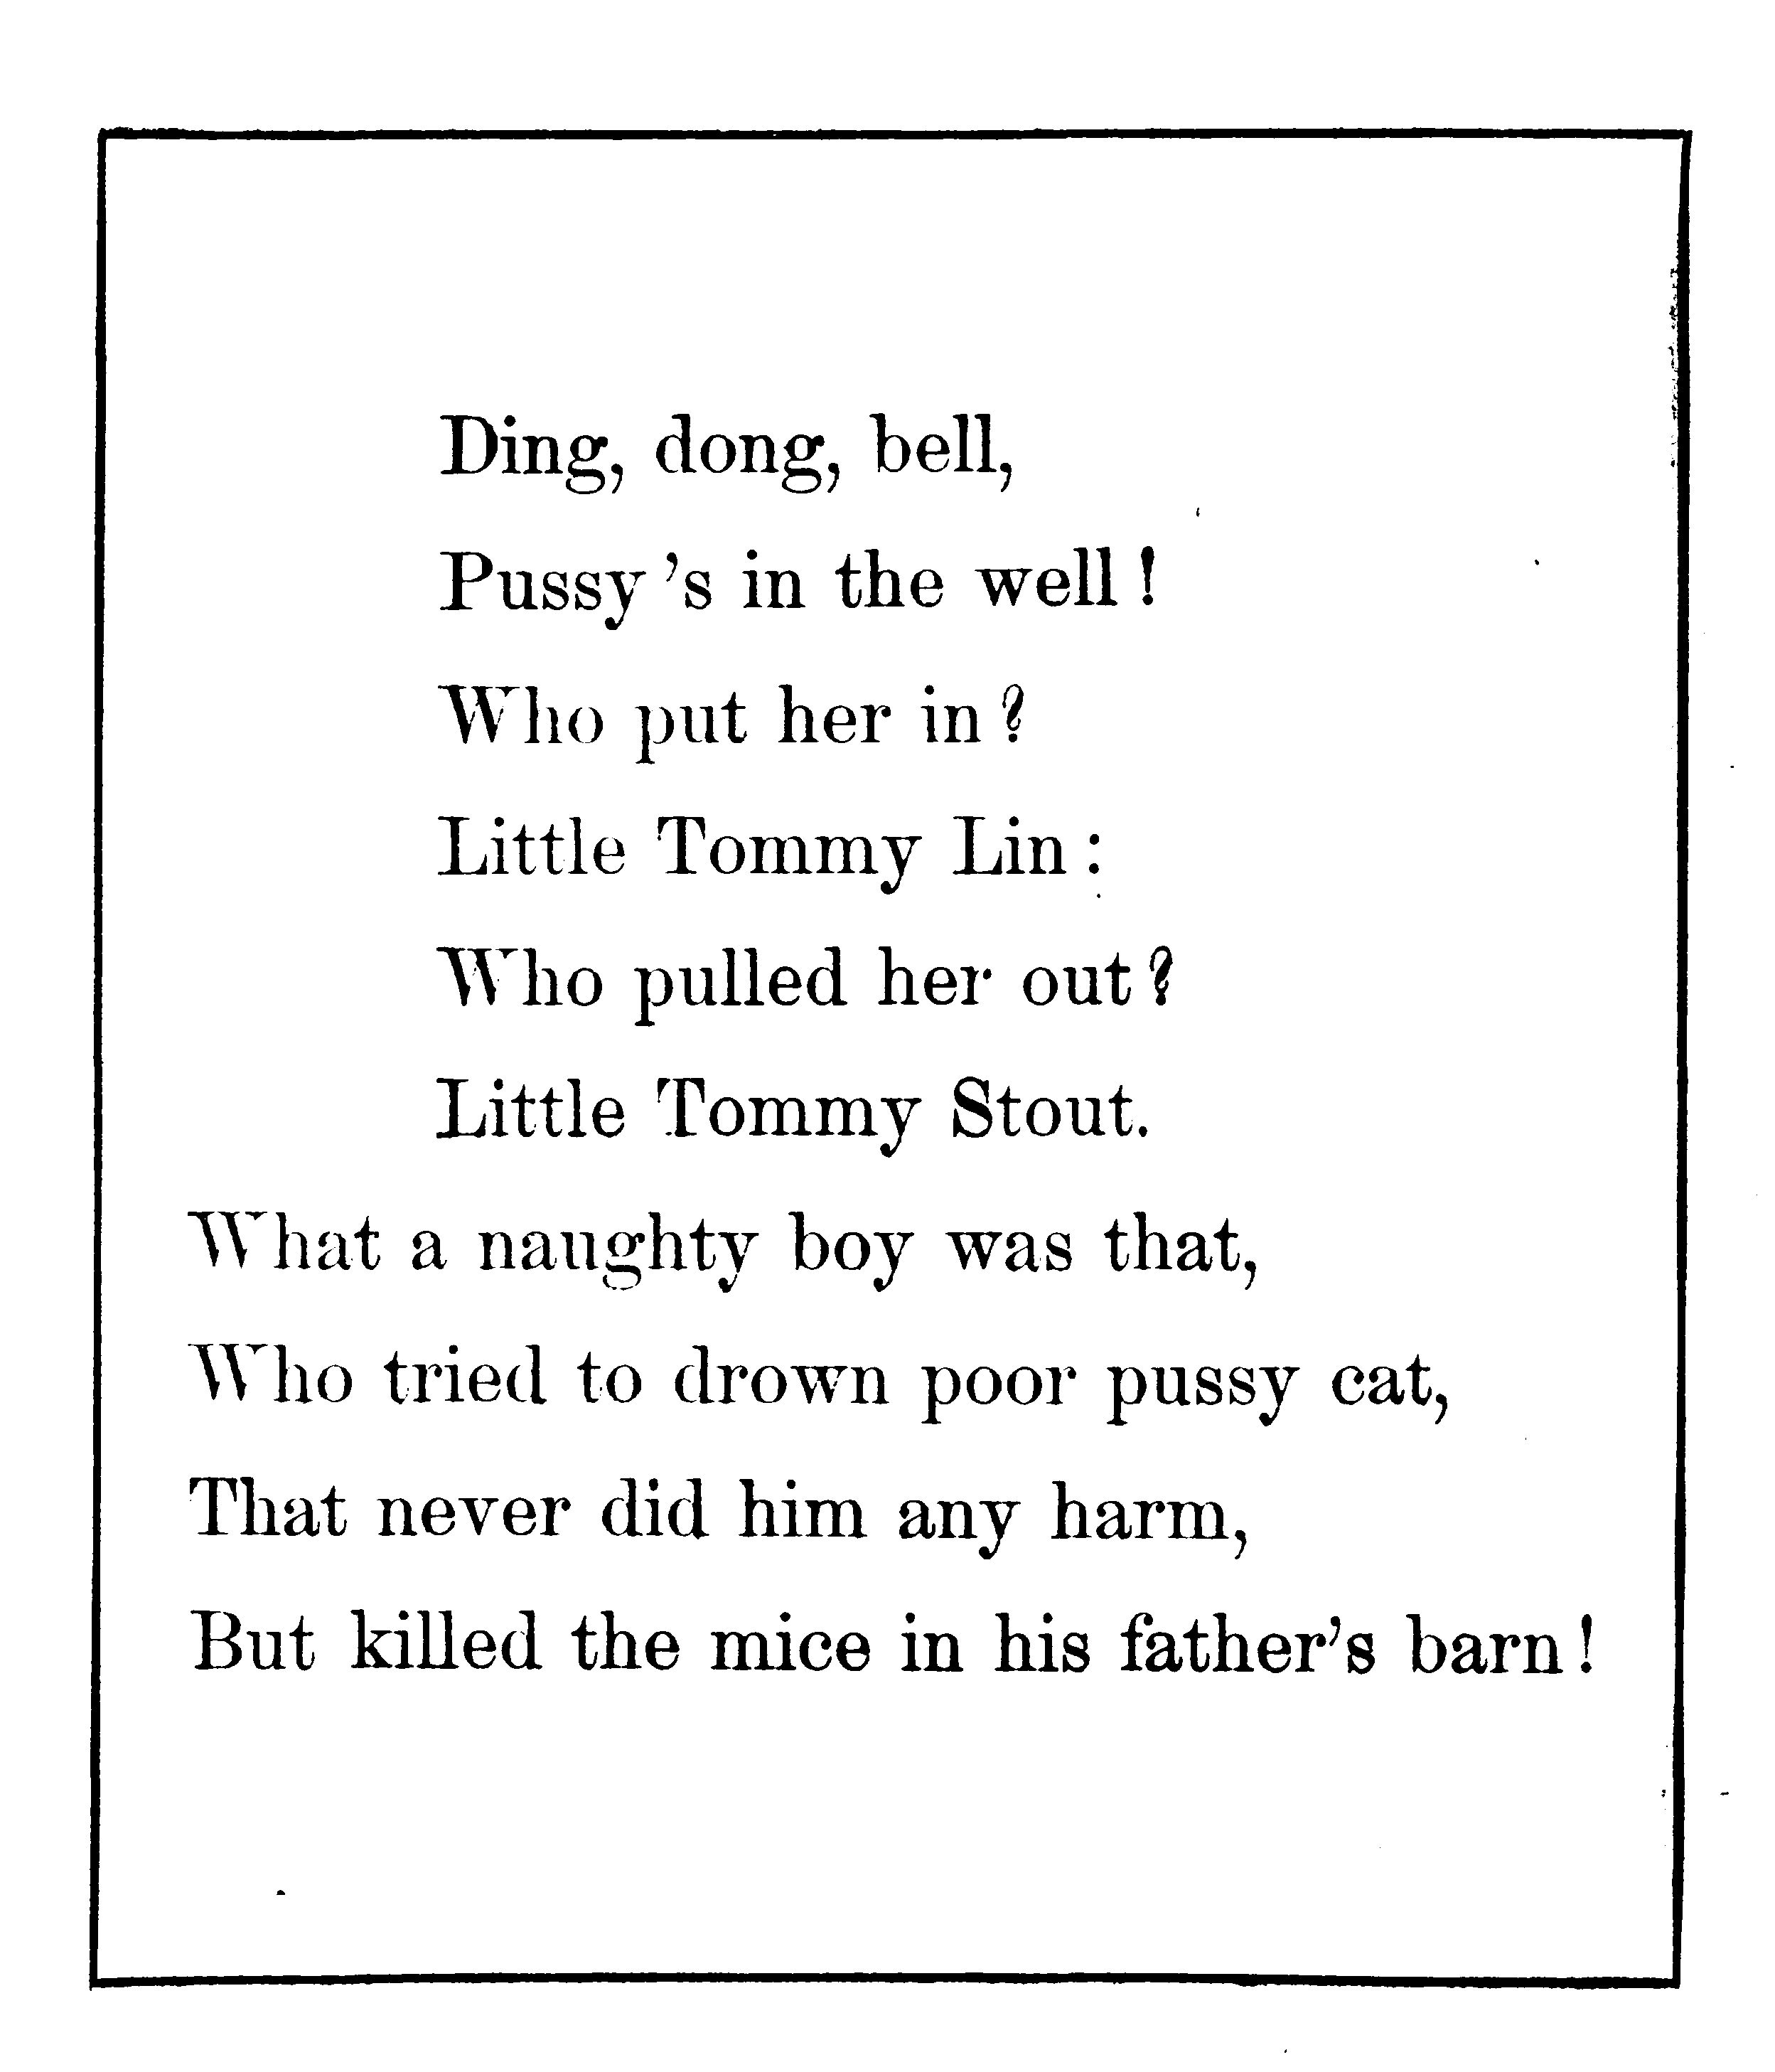 Ding, dong, bell,
Pussy 's in the well !
Who put her in ?
Little Tommy Lin :
Who pulled her out ?
Little Tommy Stout.
What a naughty boy was that,
Who tried to drown poor pussy cat,
That never did him any harm,
But killed the mice in his father's barn !